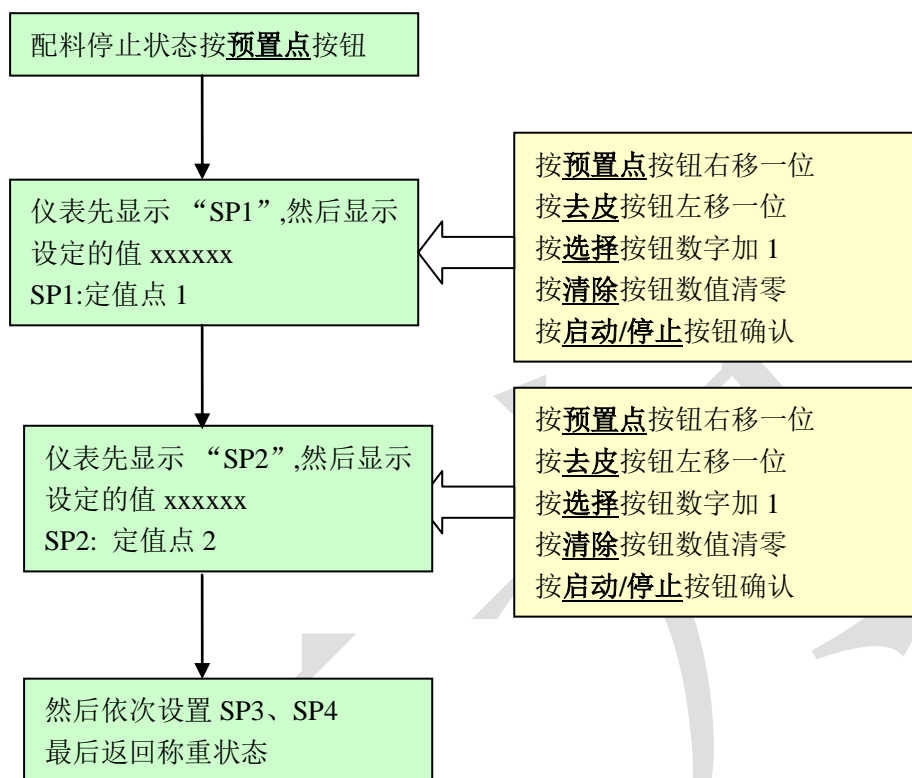 配料停止状态按预置点按钮
仪表先显示 “SP1”,然后显示
设定的值 xxxxxx
SP1:定值点 1
按预置点按钮右移一位
按去皮按钮左移一位
按选择按钮数字加 1
按清除按钮数值清零
按启动/停止按钮确认
仪表先显示 “SP2”,然后显示
设定的值 xxxxxx
SP2: 定值点 2
按预置点按钮右移一位
按去皮按钮左移一位
按选择按钮数字加 1
按清除按钮数值清零
按启动/停止按钮确认
然后依次设置 SP3、SP4
最后返回称重状态